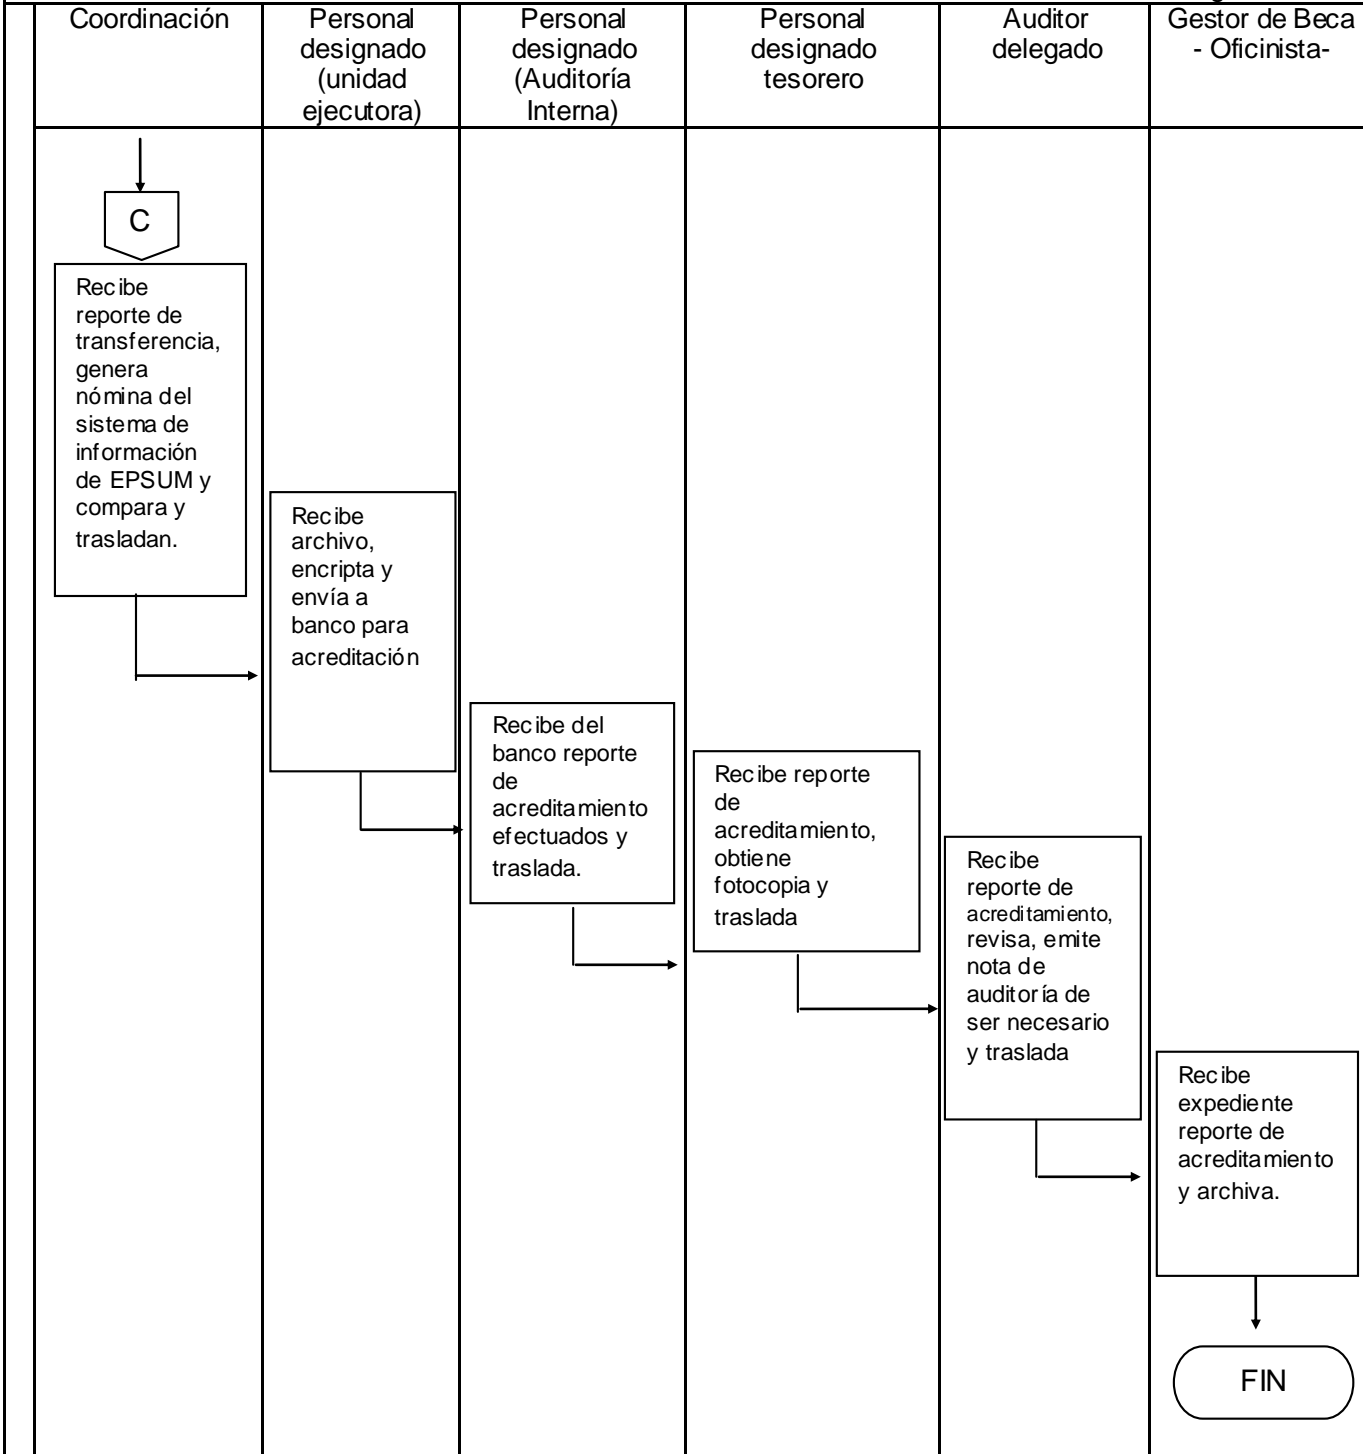 Coordinación
Personal
designado
(unidad
ejecutora)
Personal
designado
(Auditoría
Interna)
Personal
designado
tesorero
Auditor
delegado
Gestor de Beca
- Oficinista-
C
Recibe
reporte de
transferencia,
genera
nómina del
sistema de
información
de EPSUM y
compara y
trasladan.
Recibe
archivo,
encripta y
envía a
banco para
acreditación
Recibe del
banco reporte
de
acreditamiento
efectuados y
traslada.
Recibe reporte
de
acreditamiento,
obtiene
fotocopia y
traslada
Recibe
reporte de
acreditamiento,
revisa, emite
nota de
auditoría de
ser necesario
y traslada
Recibe
expediente
reporte de
acreditamiento
y archiva.
FIN